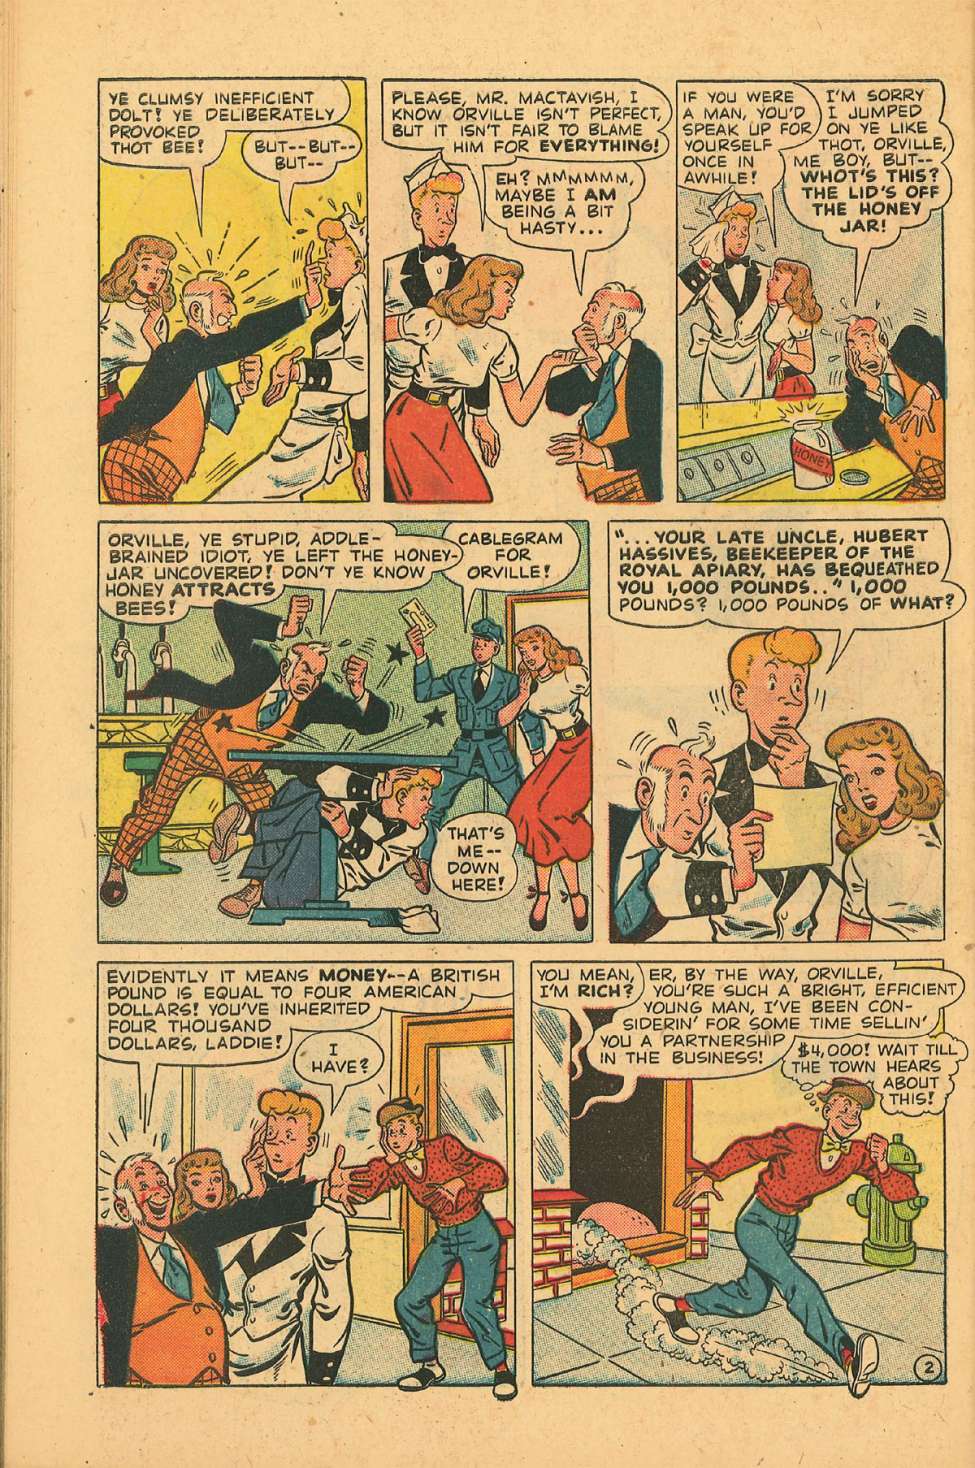 YE CLUMSY INEFFICIENT
DOLT! YE DELIBERATELY
PROVOKED
THOT BEE!
BUT--BUT--
BUT--
PLEASE, MR. MACTAVISH, I
KNOW ORVILLE ISN'T PERFECT,
BUT IT ISN'T FAIR TO BLAME
HIM FOR EVERYTHING!
EH? MMMMMM,
MAYBE I AM
BEING A BIT
HASTY...
IF YOU WERE
A MAN, YOU'D
SPEAK UP FOR
YOURSELF
ONCE IN
AWHILE!
I'M SORRY
I JUMPED
ON YE LIKE
THOT, ORVILLE,
ME BOY, BUT--
WHOT'S THIS?
THE LID'S OFF
THE HONEY
JAR!
HONEY
ORVILLE, YE STUPID, ADDLE-
BRAINED IDIOT, YE LEFT THE HONEY-
JAR UNCOVERED! DON'T YE KNOW
HONEY ATTRACTS
BEES!
CABLEGRAM
FOR
ORVILLE!
THAT'S
ME--
DOWN
HERE!
"...YOUR LATE UNCLE, HUBERT
HASSIVES, BEEKEEPER OF THE
ROYAL APIARY, HAS BEQUEATHED
YOU 1,000 POUNDS.." 1,000
POUNDS? 1,000 POUNDS OF WHAT?
EVIDENTLY IT MEANS MONEY--A BRITISH
POUND IS EQUAL TO FOUR AMERICAN
DOLLARS! YOU'VE INHERITED
FOUR THOUSAND
DOLLARS, LADDIE!
I
HAVE?
YOU MEAN,
I'M RICH?
ER, BY THE WAY, ORVILLE,
YOU'RE SUCH A BRIGHT, EFFICIENT
YOUNG MAN, I'VE BEEN CON-
SIDERIN' FOR SOME TIME SELLIN'
YOU A PARTNERSHIP
IN THE BUSINESS!
$4,000! WAIT TILL
THE TOWN HEARS
ABOUT
THIS!
2